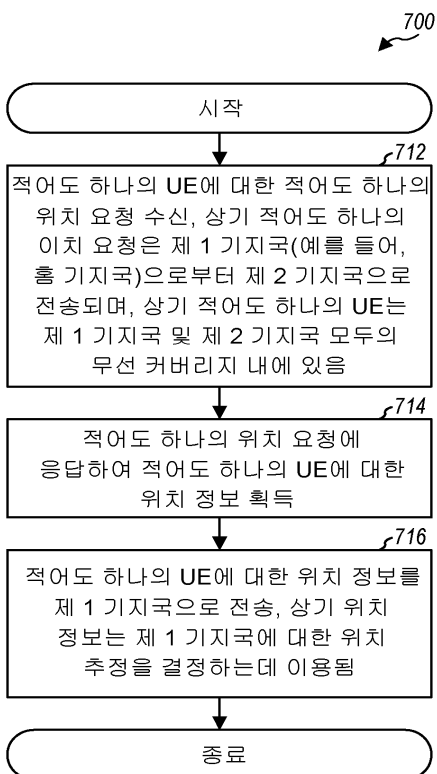 700
시작
712
적어도 하나의 UE에 대한 적어도 하나의
위치 요청 수신, 상기 적어도 하나의
이치 요청은 제 1 기지국(예를 들어,
홈 기지국)으로부터 제 2 기지국으로
전송되며, 상기 적어도 하나의 UE는
제 1 기지국 및 제 2 기지국 모두의
무선 커버리지 내에 있음
714
적어도 하나의 위치 요청에
응답하여 적어도 하나의 UE에 대한
위치 정보 획득
716
적어도 하나의 UE에 대한 위치 정보를
제 1 기지국으로 전송, 상기 위치
정보는 제 1 기지국에 대한 위치
추정을 결정하는데 이용됨
종료